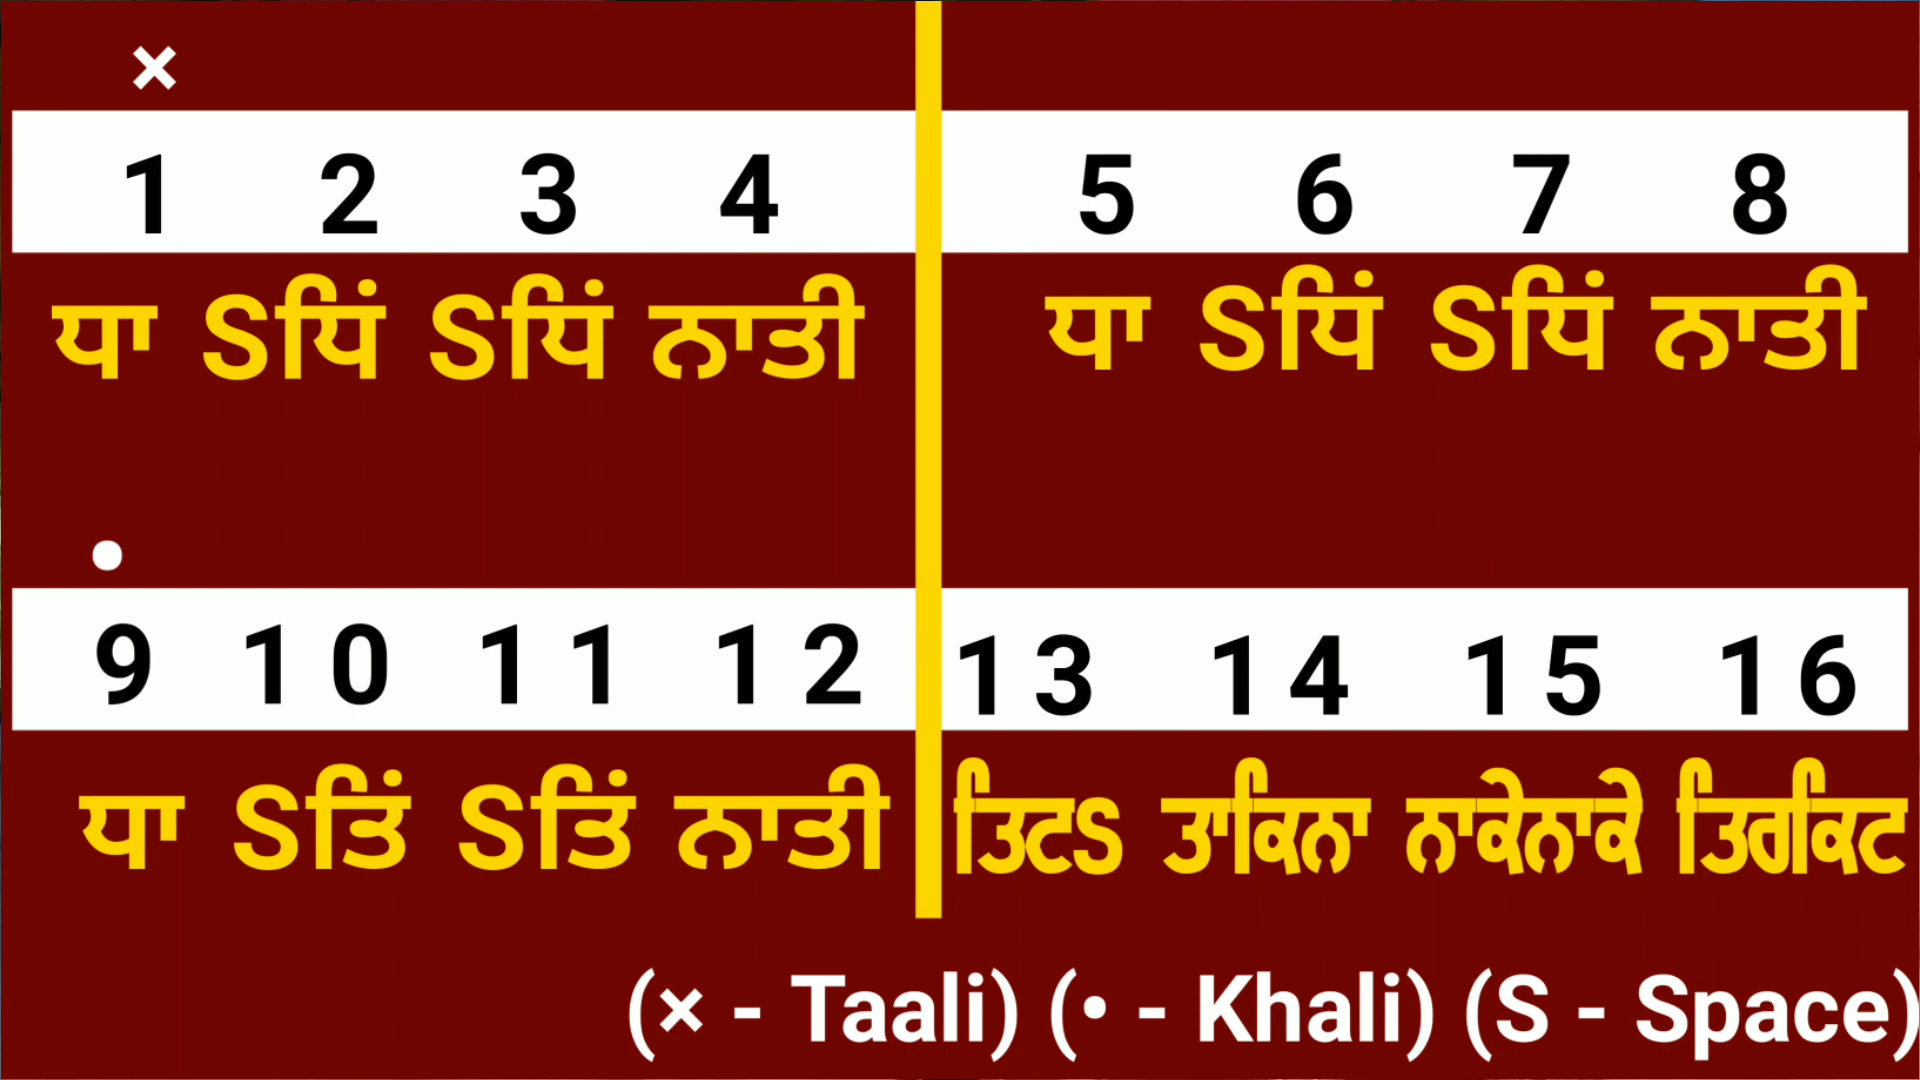 ×
1 2 3 4 5 6 7 8
ਧਾ Sਧਿੰ Sਧਿੰ ਨਾਤੀ ਧਾ Sਧਿੰ Sਧਿੰ ਨਾਤੀ
•
9 10 11 12 13 14 15 16
ਧਾ Sਤਿੰ Sਤਿੰ ਨਾਤੀ ਤਿਟS ਤਾਕਿਨਾ ਨਾਕੇਨਾਕੇ ਤਿਰਕਿਟ
(× - Taali) (• - Khali) (S - Space)